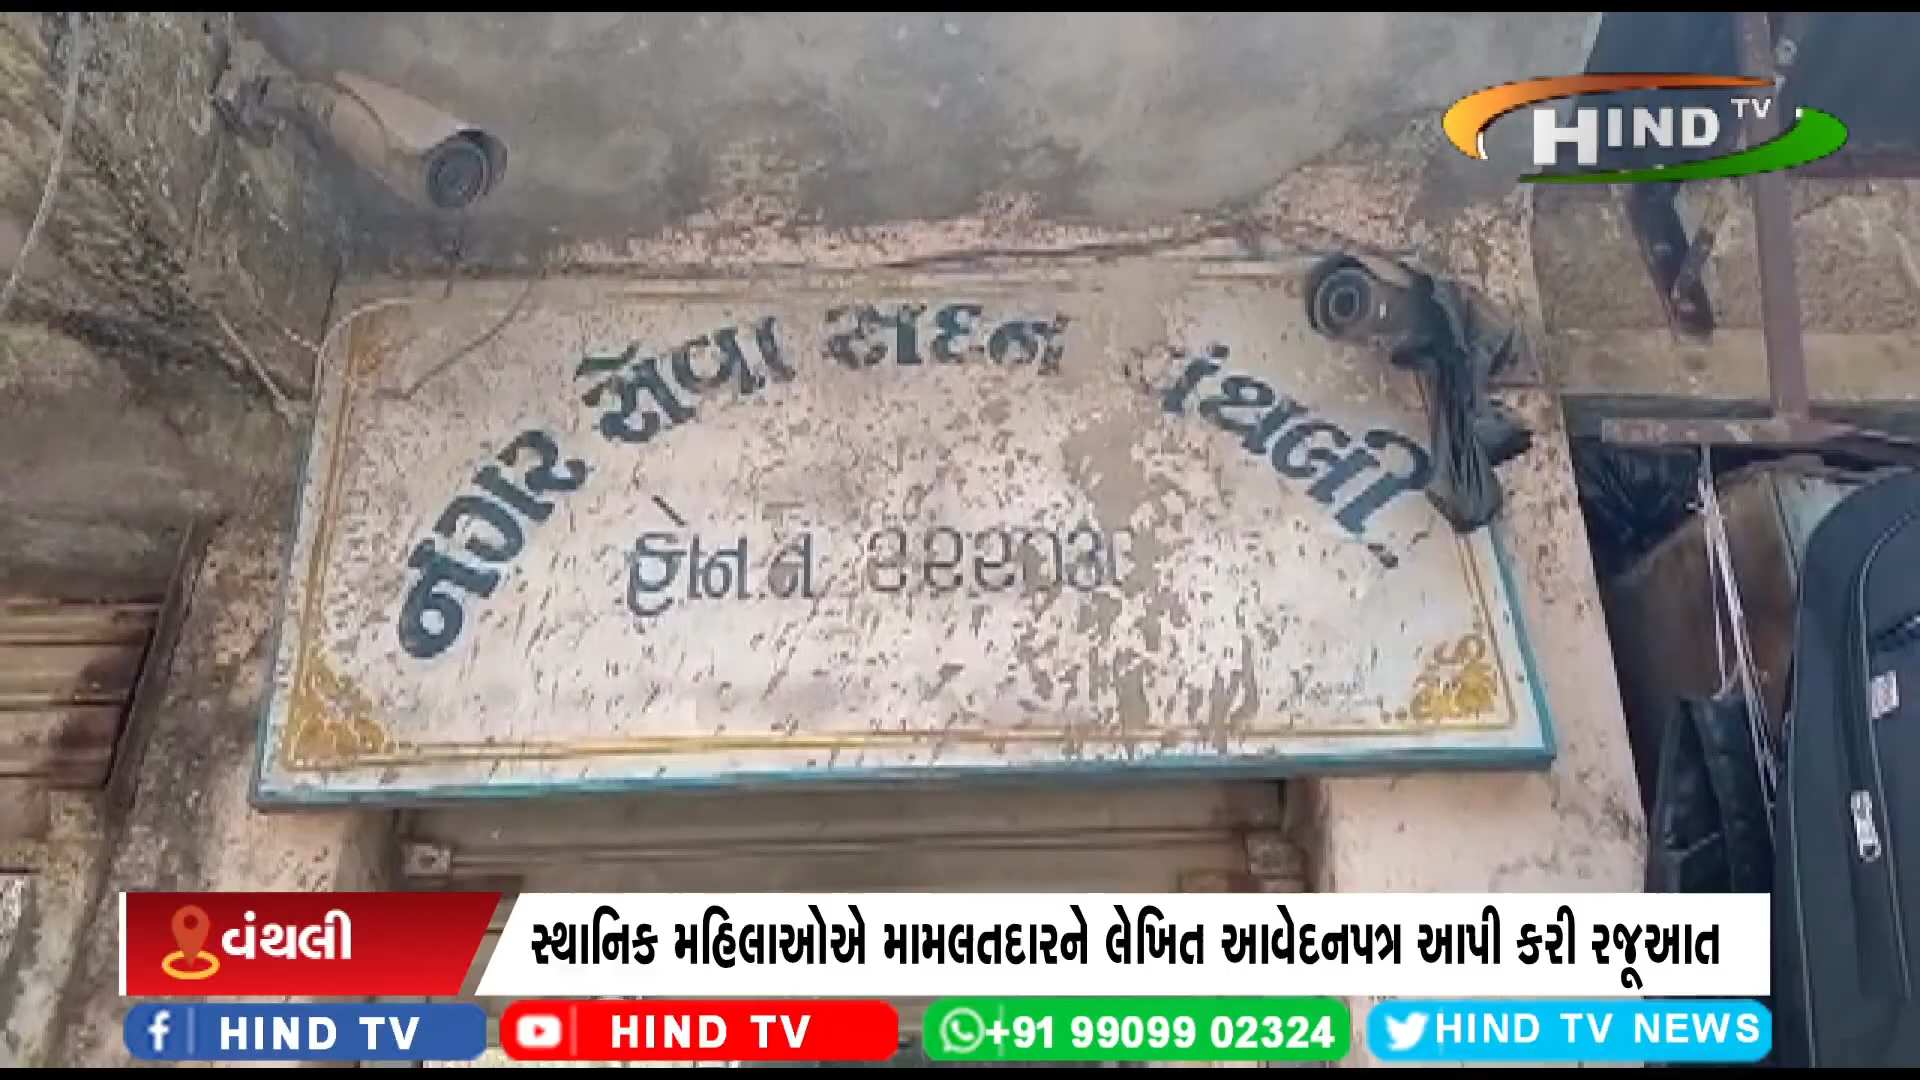 HIND TV
નગર સેવા સદન વંથલી
ફોન નં ૨૨૨૦૩૦
વંથલી
સ્થાનિક મહિલાઓએ મામલતદારને લેખિત આવેદનપત્ર આપી કરી રજૂઆત
HIND TV
HIND TV
+91 99099 02324
HIND TV NEWS